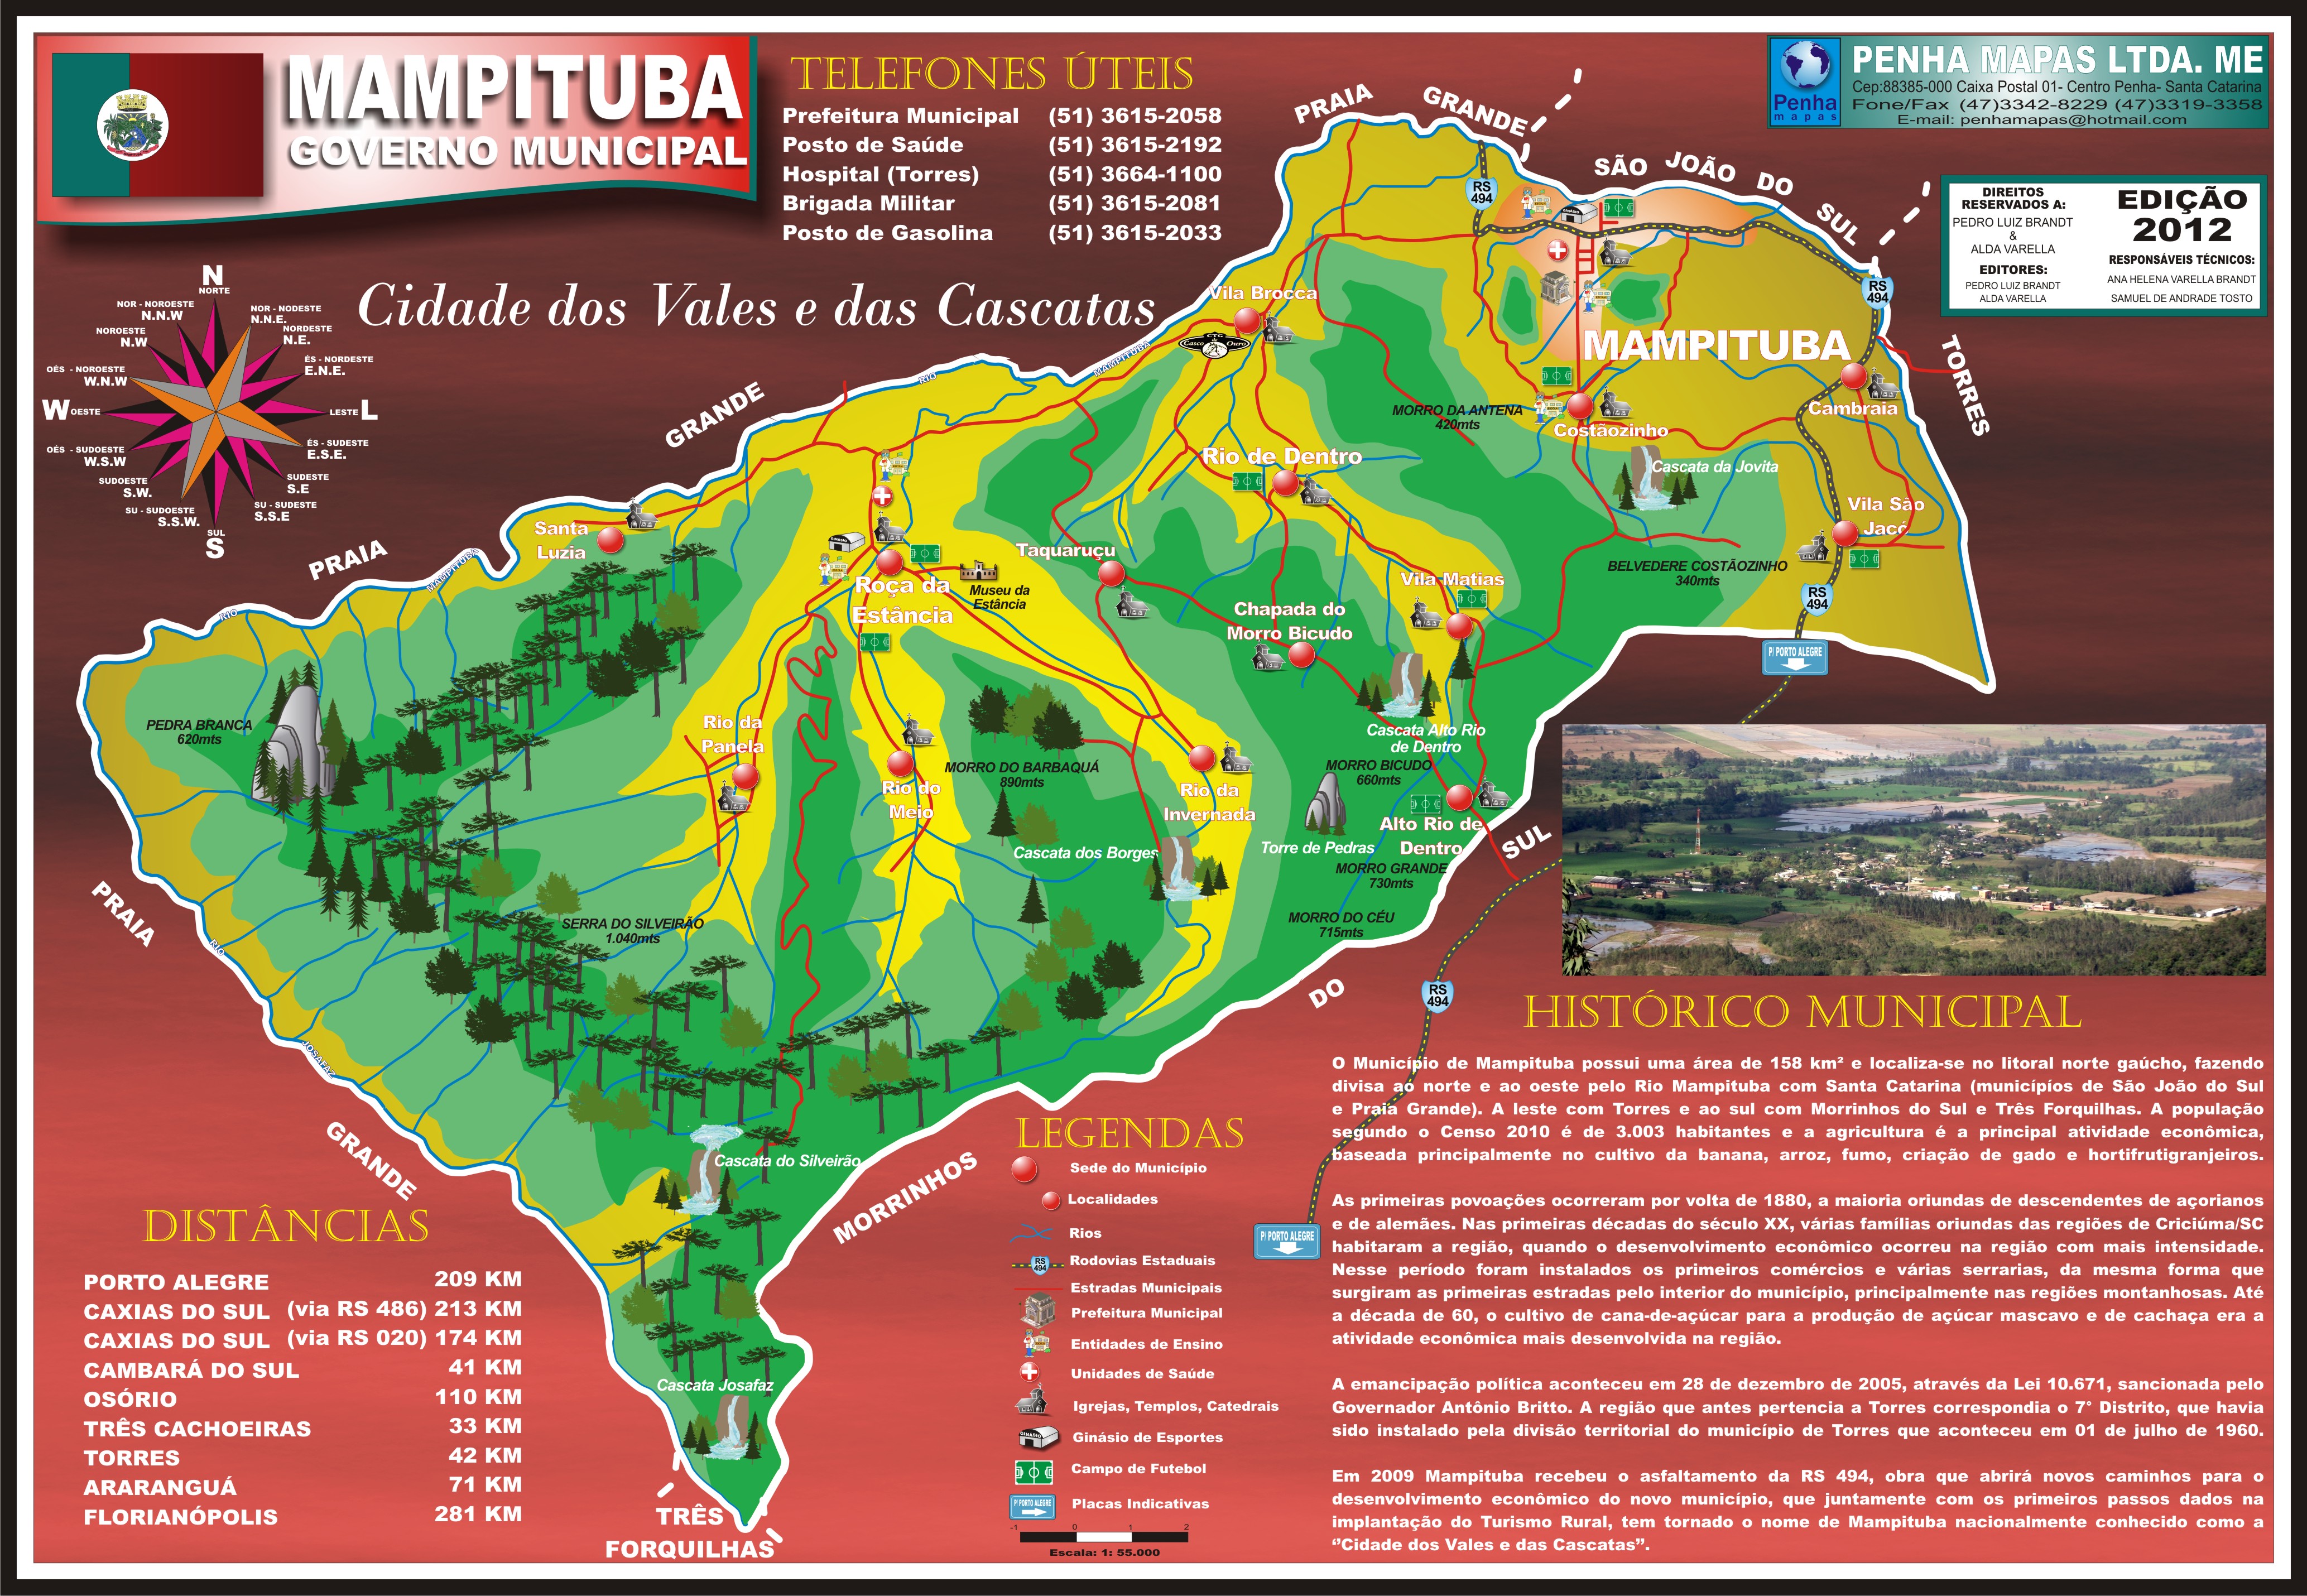 MAMPITUBA
GOVERNO MUNICIPAL
TELEFONES ÚTEIS
Prefeitura Municipal (51) 3615-2058
Posto de Saúde (51) 3615-2192
Hospital (Torres) (51) 3664-1100
Brigada Militar (51) 3615-2081
Posto de Gasolina (51) 3615-2033
Penha
mapas
PENHA MAPAS LTDA. ME
Cep:88385-000 Caixa Postal 01- Centro Penha- Santa Catarina
Fone/Fax (47)3342-8229 (47)3319-3358
E-mail: penhamapas@hotmail.com
DIREITOS
RESERVADOS A:
PEDRO LUIZ BRANDT
&
ALDA VARELLA
EDITORES:
PEDRO LUIZ BRANDT
ALDA VARELLA
EDIÇÃO
2012
RESPONSÁVEIS TÉCNICOS:
ANA HELENA VARELLA BRANDT
SAMUEL DE ANDRADE TOSTO
Cidade dos Vales e das Cascatas
N
NORTE
NOR - NOROESTE
N.N.W
NOR - NODESTE
N.N.E.
NOROESTE
N.W
NORDESTE
N.E.
ÉS - NORDESTE
E.N.E.
OÉS - NOROESTE
W.N.W
W OESTE
LESTE L
ÉS - SUDESTE
E.S.E.
OÉS - SUDOESTE
W.S.W
SUDOESTE
S.W.
SUDESTE
S.E
SU - SUDESTE
S.S.E
SU - SUDOESTE
S.S.W.
SUL
S
PRAIA GRANDE
SÃO JOÃO DO SUL
TORRES
RS
494
RS
494
RS
494
GINÁSIO
MAMPITUBA
Vila Brocca
CTG
Casco Ouro
RIO MAMPITUBA
MORRO DA ANTENA
420mts
Costãozinho
Cambraia
Cascata da Jovita
Vila São
Jacó
BELVEDERE COSTÃOZINHO
340mts
P/ PORTO ALEGRE
PRAIA GRANDE
RIO MAMPITUBA
Rio de Dentro
Santa
Luzia
GINÁSIO
Roça da
Estância
Museu da
Estância
Taquaruçu
Chapada do
Morro Bicudo
Vila Matias
PEDRA BRANCA
620mts
Rio da
Panela
Rio do
Meio
MORRO DO BARBAQUÁ
890mts
Rio da
Invernada
Cascata Alto Rio
de Dentro
MORRO BICUDO
660mts
Alto Rio de
Dentro
Torre de Pedras
Cascata dos Borges
MORRO GRANDE
730mts
MORRO DO CÉU
715mts
SERRA DO SILVEIRÃO
1.040mts
PRAIA GRANDE
RIO JOSAFAZ
Cascata do Silveirão
Cascata Josafaz
TRÊS
FORQUILHAS
MORRINHOS DO SUL
RS
494
P/ PORTO ALEGRE
DISTÂNCIAS
PORTO ALEGRE 209 KM
CAXIAS DO SUL (via RS 486) 213 KM
CAXIAS DO SUL (via RS 020) 174 KM
CAMBARÁ DO SUL 41 KM
OSÓRIO 110 KM
TRÊS CACHOEIRAS 33 KM
TORRES 42 KM
ARARANGUÁ 71 KM
FLORIANÓPOLIS 281 KM
LEGENDAS
Sede do Município
Localidades
Rios
RS
494
Rodovias Estaduais
Estradas Municipais
Prefeitura Municipal
Entidades de Ensino
Unidades de Saúde
Igrejas, Templos, Catedrais
GINÁSIO
Ginásio de Esportes
Campo de Futebol
P/ PORTO ALEGRE
Placas Indicativas
-1 0 1 2
Escala: 1: 55.000
HISTÓRICO MUNICIPAL
O Município de Mampituba possui uma área de 158 km² e localiza-se no litoral norte gaúcho, fazendo
divisa ao norte e ao oeste pelo Rio Mampituba com Santa Catarina (municípíos de São João do Sul
e Praia Grande). A leste com Torres e ao sul com Morrinhos do Sul e Três Forquilhas. A população
segundo o Censo 2010 é de 3.003 habitantes e a agricultura é a principal atividade econômica,
baseada principalmente no cultivo da banana, arroz, fumo, criação de gado e hortifrutigranjeiros.
As primeiras povoações ocorreram por volta de 1880, a maioria oriundas de descendentes de açorianos
e de alemães. Nas primeiras décadas do século XX, várias famílias oriundas das regiões de Criciúma/SC
habitaram a região, quando o desenvolvimento econômico ocorreu na região com mais intensidade.
Nesse período foram instalados os primeiros comércios e várias serrarias, da mesma forma que
surgiram as primeiras estradas pelo interior do município, principalmente nas regiões montanhosas. Até
a década de 60, o cultivo de cana-de-açúcar para a produção de açúcar mascavo e de cachaça era a
atividade econômica mais desenvolvida na região.
A emancipação política aconteceu em 28 de dezembro de 2005, através da Lei 10.671, sancionada pelo
Governador Antônio Britto. A região que antes pertencia a Torres correspondia o 7° Distrito, que havia
sido instalado pela divisão territorial do município de Torres que aconteceu em 01 de julho de 1960.
Em 2009 Mampituba recebeu o asfaltamento da RS 494, obra que abrirá novos caminhos para o
desenvolvimento econômico do novo município, que juntamente com os primeiros passos dados na
implantação do Turismo Rural, tem tornado o nome de Mampituba nacionalmente conhecido como a
“Cidade dos Vales e das Cascatas”.